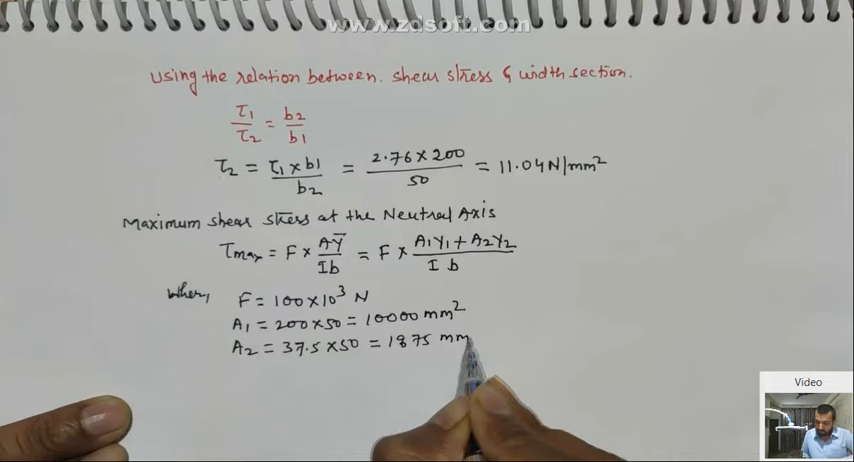 www.zdsoft.com
Using the relation between. shear stress & width section.
τ1/τ2 = b2/b1
τ2 = τ1 × b1 / b2 = 2.76 × 200 / 50 = 11.04 N/mm²
Maximum shear stress at the Neutral Axis
τmax = F × AȲ / Ib = F × A1Y1 + A2Y2 / I b
When, F = 100 × 10³ N
A1 = 200 × 50 = 10000 mm²
A2 = 37.5 × 50 = 1875 mm
Video